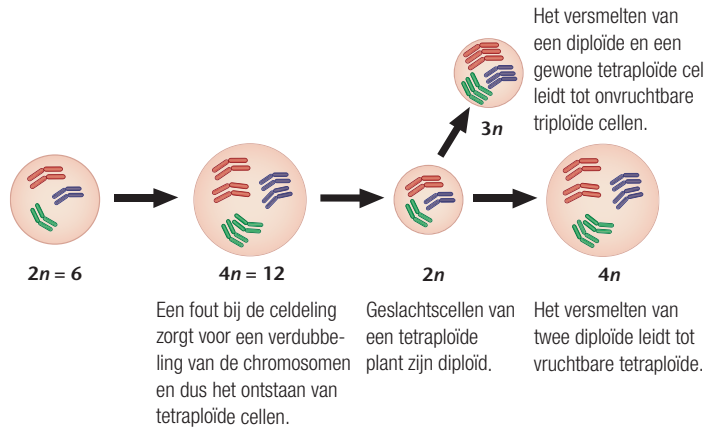 Het versmelten van
een diploïde en een
gewone tetraploïde cel
leidt tot onvruchtbare
triploïde cellen.
3n
2n = 6
4n = 12
2n
4n
Een fout bij de celdeling
zorgt voor een verdubbe-
ling van de chromosomen
en dus het ontstaan van
tetraploïde cellen.
Geslachtscellen van
een tetraploïde
plant zijn diploïd.
Het versmelten van
twee diploïde leidt tot
vruchtbare tetraploïde.